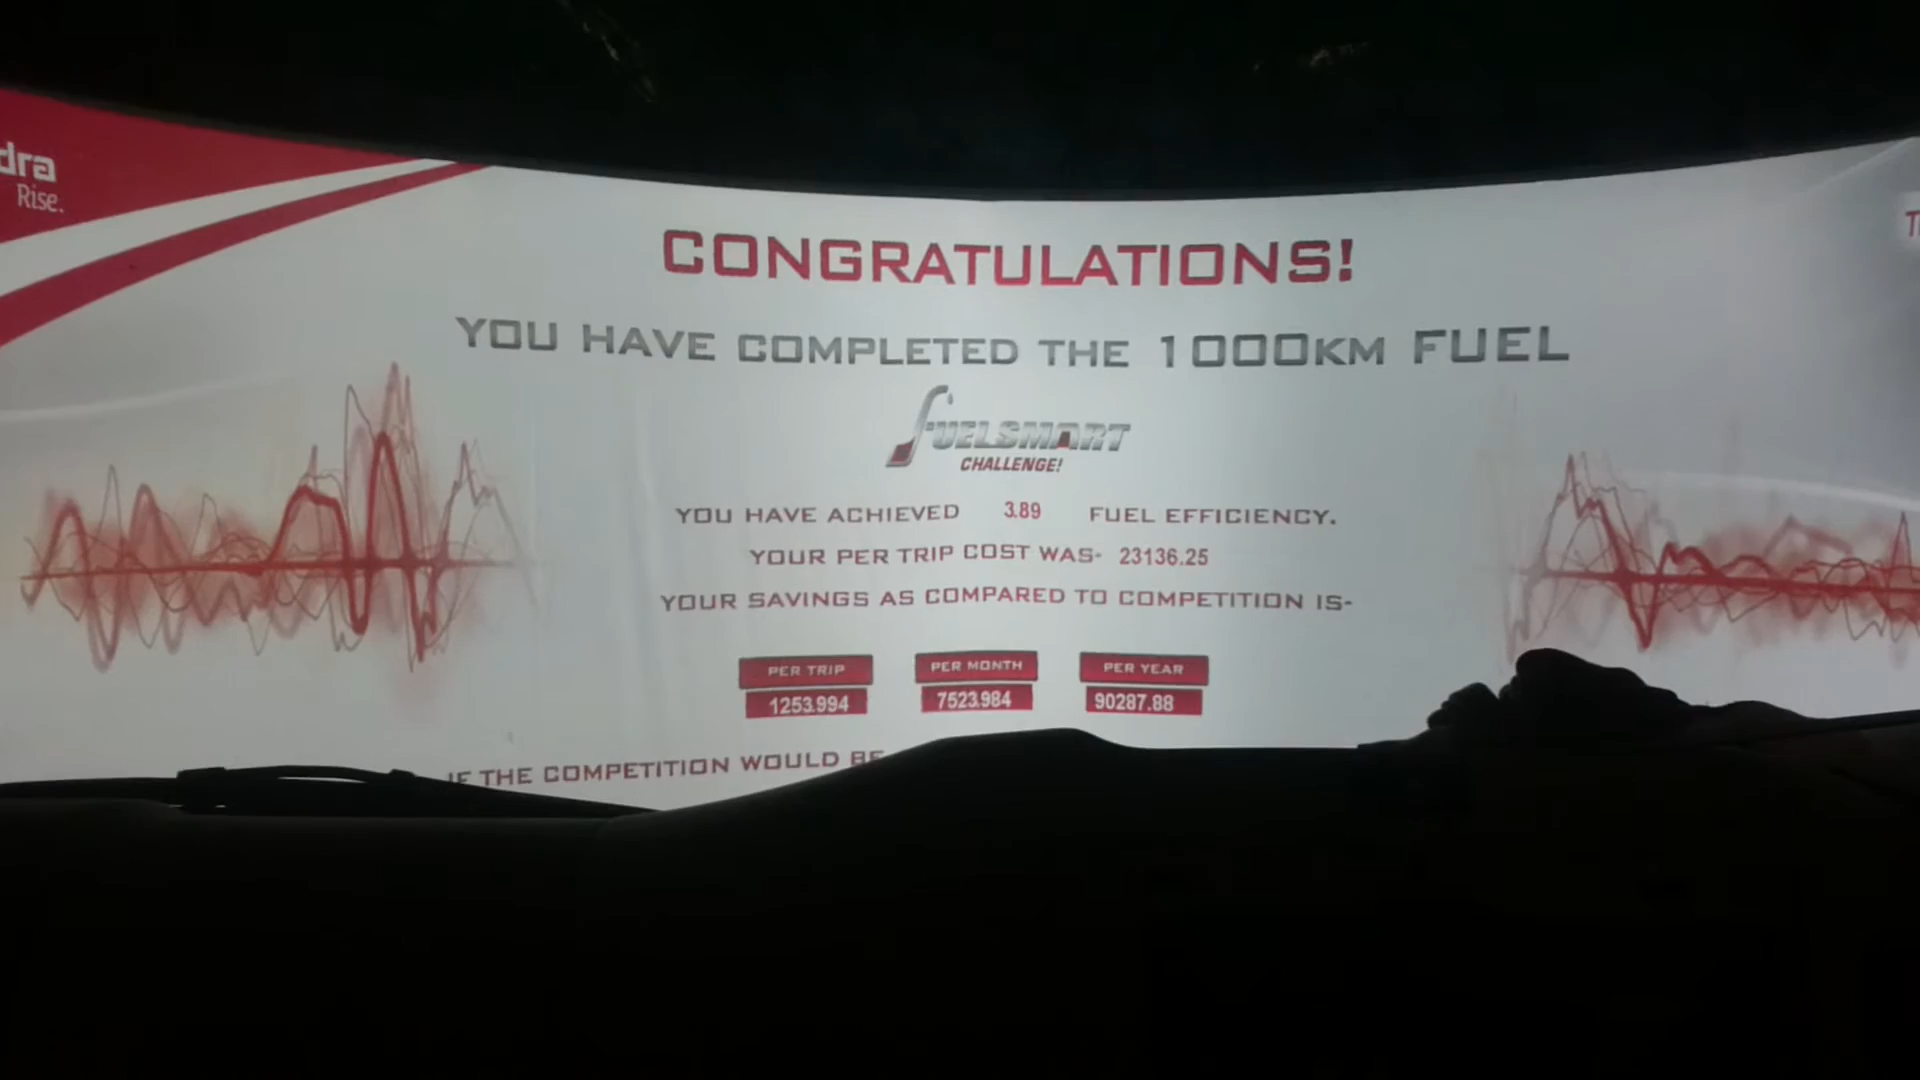 dra
Rise.
CONGRATULATIONS!
YOU HAVE COMPLETED THE 1000KM FUEL
FUELSMART
CHALLENGE!
YOU HAVE ACHIEVED 3.89 FUEL EFFICIENCY.
YOUR PER TRIP COST WAS- 23136.25
YOUR SAVINGS AS COMPARED TO COMPETITION IS-
PER TRIP PER MONTH PER YEAR
1253.994 7523.984 90287.88
IF THE COMPETITION WOULD BE